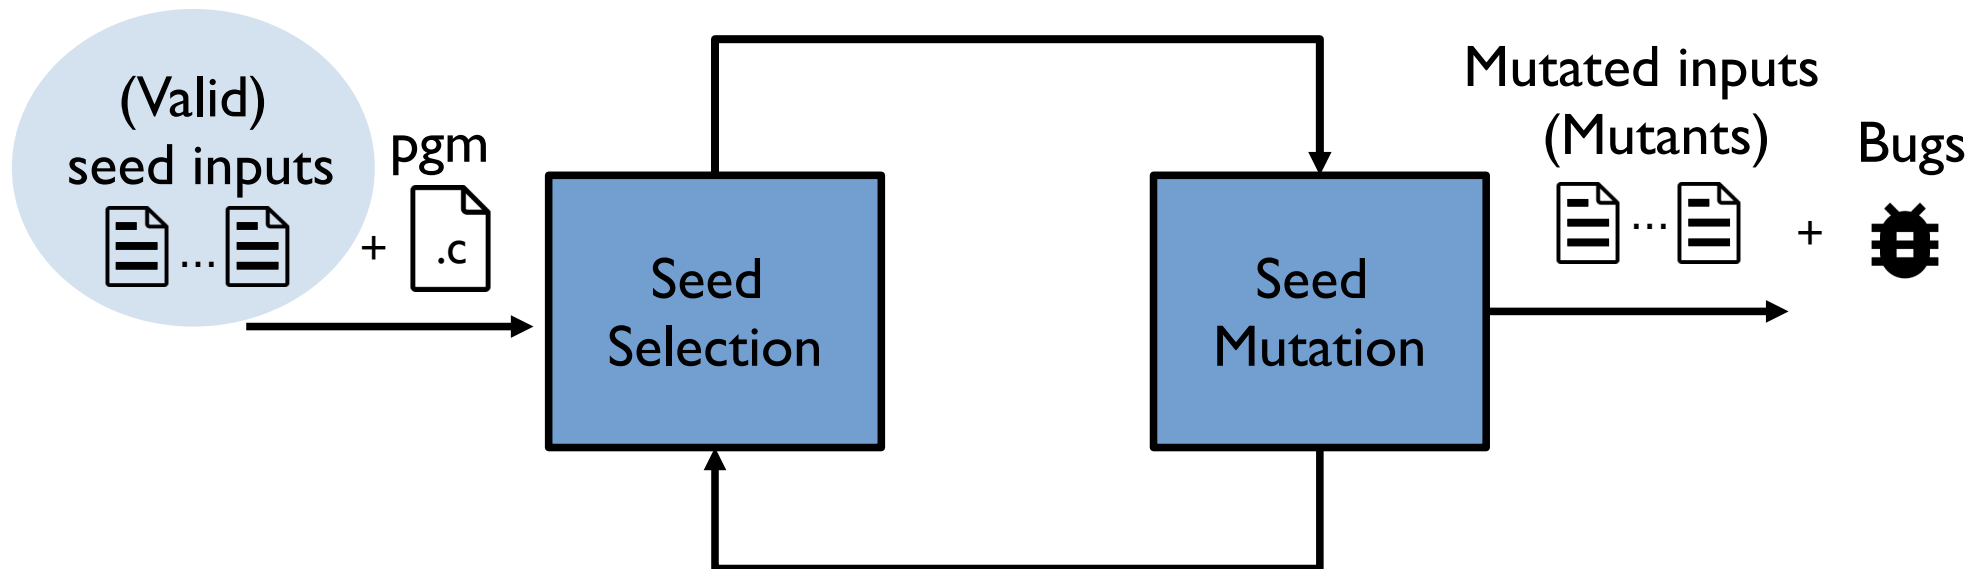 (Valid)
seed inputs
... +
pgm
.c
Seed
Selection
Seed
Mutation
Mutated inputs
(Mutants)
... +
Bugs